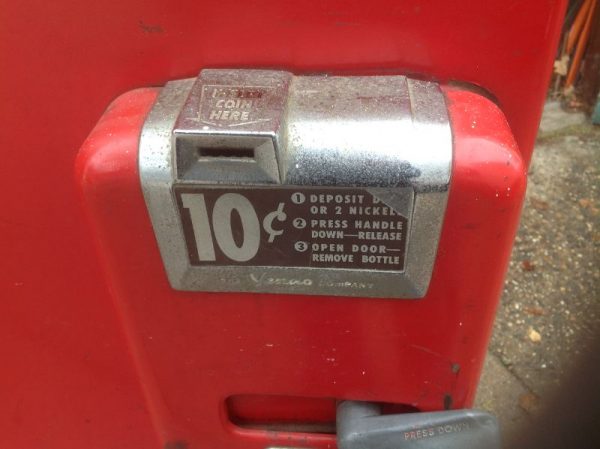 COIN
HERE
10¢
1 DEPOSIT D
OR 2 NICKEL
2 PRESS HANDLE
DOWN—RELEASE
3 OPEN DOOR—
REMOVE BOTTLE
COMPANY
PRESS DOWN